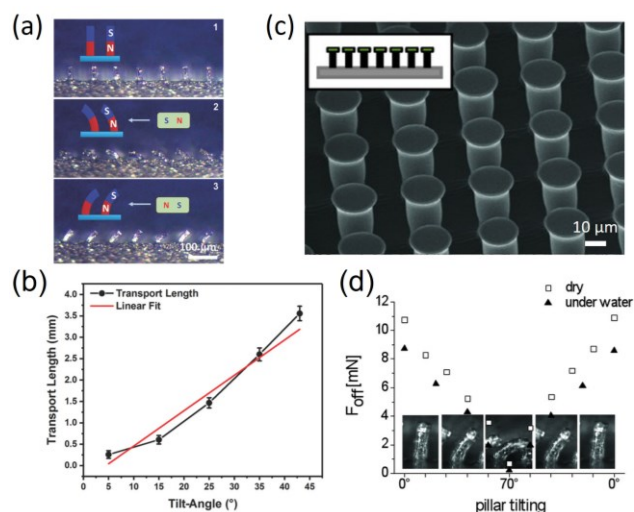 (a)
1
S
N
2
S
N
S N
3
S
N
N S
100 μm
(c)
10 μm
(b)
Transport Length
Linear Fit
4.0
3.5
3.0
2.5
2.0
1.5
1.0
0.5
0.0
Transport Length (mm)
5 10 15 20 25 30 35 40 45
Tilt-Angle (°)
(d)
dry
under water
12
10
8
6
4
2
0
Foff[mN]
0° 70° 0°
pillar tilting